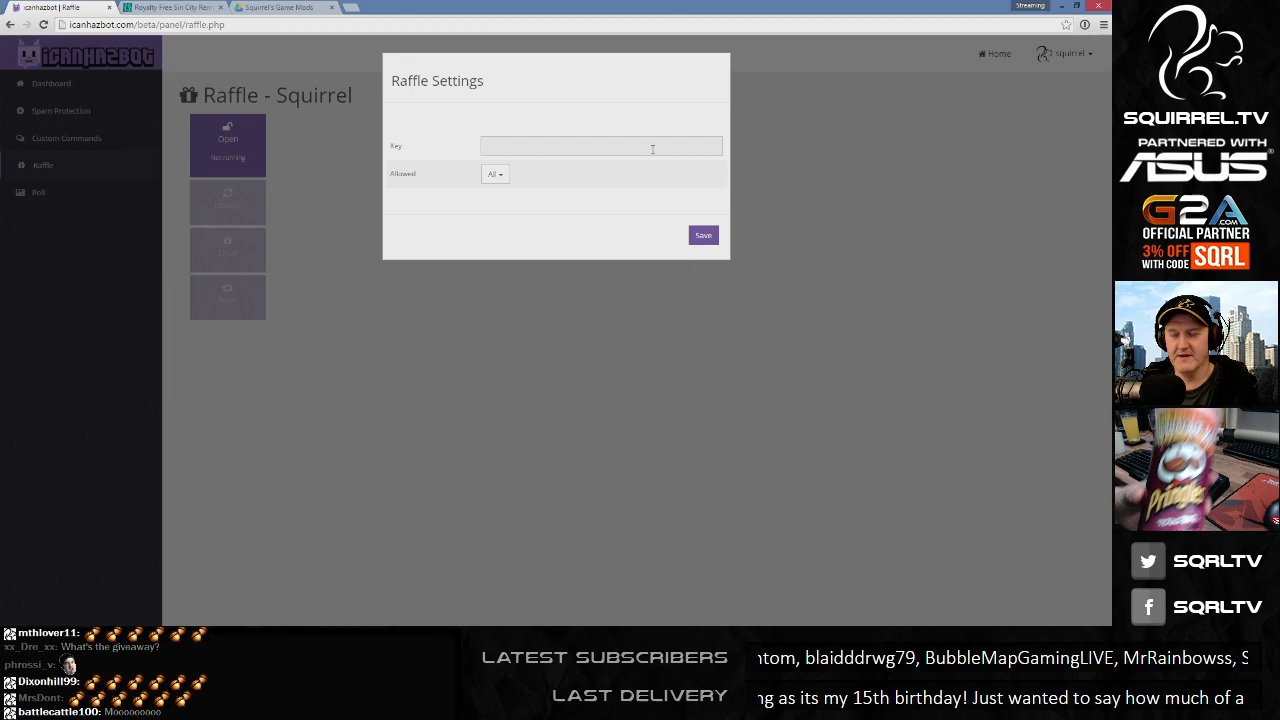 icanhazbot | Raffle
Royalty Free Sin City Rem
Squirrel's Game Mods
Streaming
icanhazbot.com/beta/panel/raffle.php
iCANHAZBOT
Home
squirrel
Dashboard
Spam Protection
Custom Commands
Raffle
Poll
Raffle - Squirrel
Open
Not running
Update
Raffle Settings
Key
Allowed
All
Save
SQUIRREL.TV
PARTNERED WITH
ASUS
G2A
.COM
OFFICIAL PARTNER
3% OFF
WITH CODE
SQRL
Pringles
SQRLTV
SQRLTV
mthlover11:
xx_Dre_xx: What's the giveaway?
phrossi_v:
Dixonhill99:
MrsDont:
battlecattle100: Mooooooooo
LATEST SUBSCRIBERS
ntom, blaidddrwg79, BubbleMapGamingLIVE, MrRainbowss, S
LAST DELIVERY
ng as its my 15th birthday! Just wanted to say how much of a